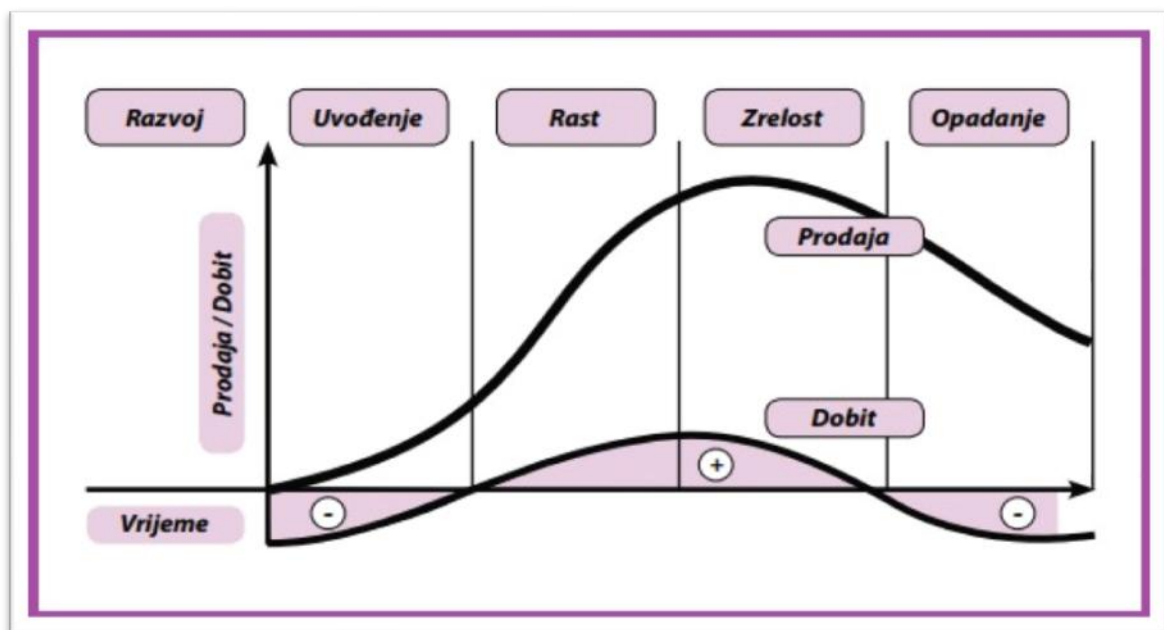 Razvoj
Uvođenje
Rast
Zrelost
Opadanje
Prodaja / Dobit
Prodaja
Dobit
+
-
-
Vrijeme